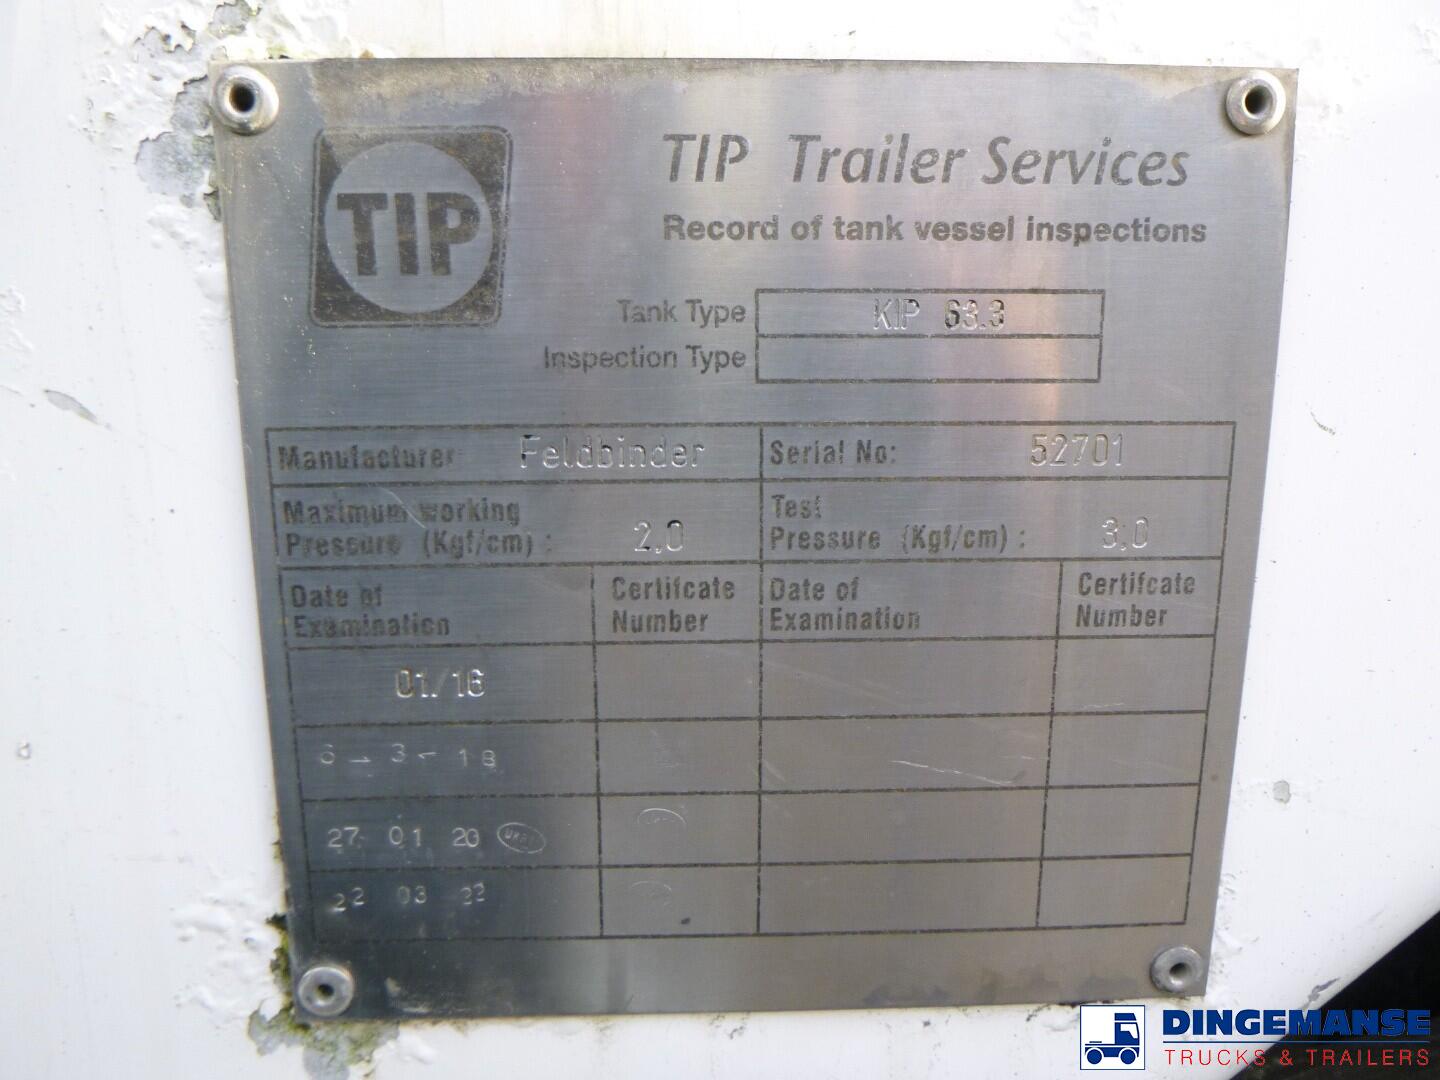 TIP
TIP Trailer Services
Record of tank vessel inspections
Tank Type KIP 63.3
Inspection Type
Manufacturer Feldbinder Serial No: 52701
Maximum working Pressure (Kgf/cm) : 2,0 Test Pressure (Kgf/cm) : 3,0
Date of Examination Certifcate Number Date of Examination Certifcate Number
01/16
6 - 3 - 18
27 01 20
22 03 22
DINGEMANSE
TRUCKS & TRAILERS